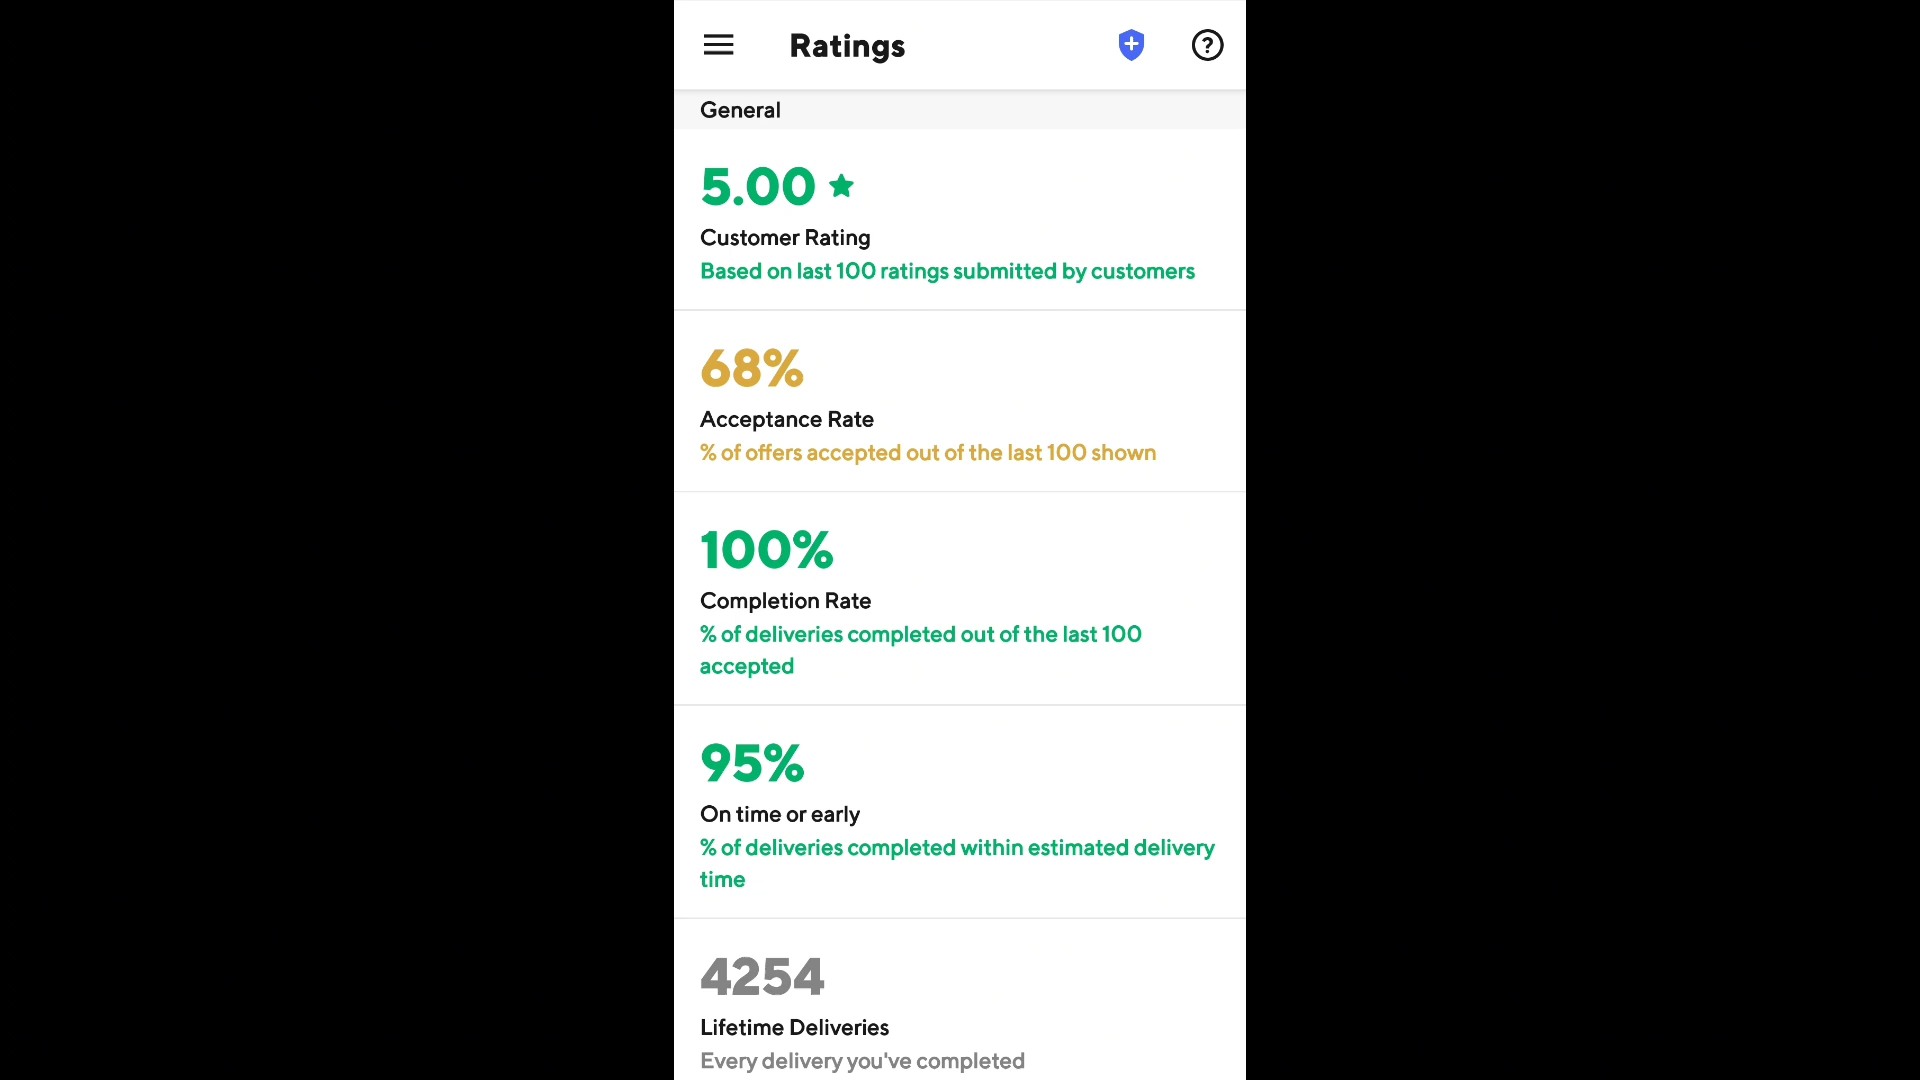 Ratings
General
5.00 ★
Customer Rating
Based on last 100 ratings submitted by customers
68%
Acceptance Rate
% of offers accepted out of the last 100 shown
100%
Completion Rate
% of deliveries completed out of the last 100
accepted
95%
On time or early
% of deliveries completed within estimated delivery
time
4254
Lifetime Deliveries
Every delivery you've completed